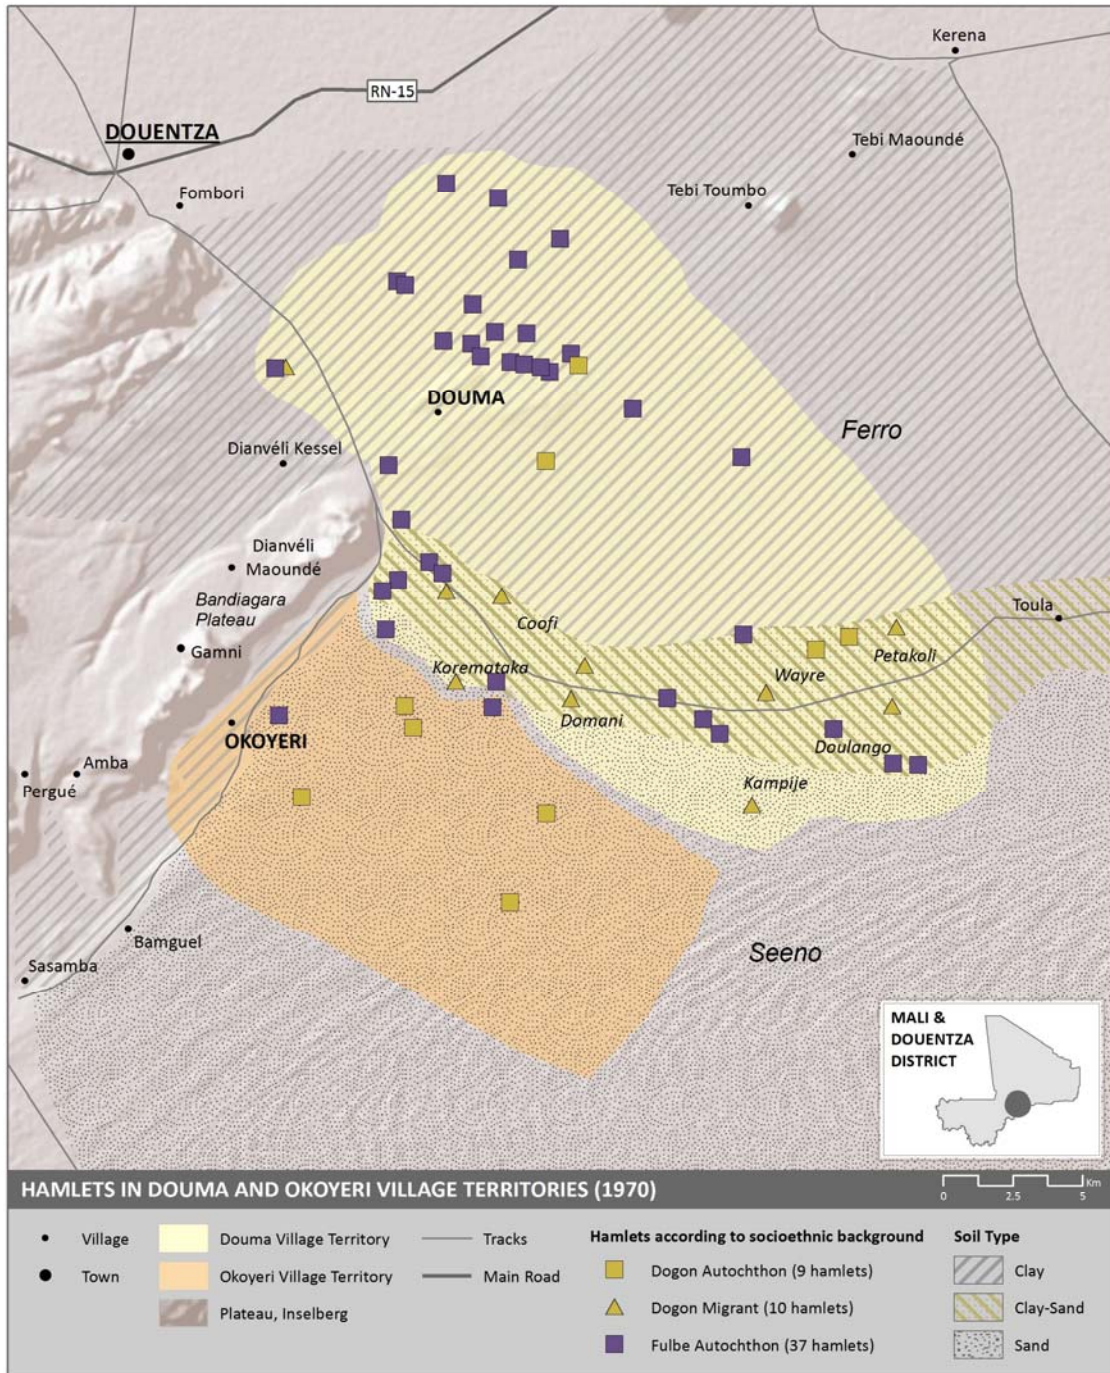 Kerena
RN-15
DOUENTZA
Tebi Maoundé
Fombori
Tebi Toumbo
DOUMA
Ferro
Dianvéli Kessel
Dianvéli
Maoundé
Bandiagara
Plateau
Coofi
Toula
Gamni
Koremataka
Petakoli
Wayre
Domani
OKOYERI
Doulango
Amba
Pergué
Kampije
Bamguel
Seeno
Sasamba
MALI &
DOUENTZA
DISTRICT
HAMLETS IN DOUMA AND OKOYERI VILLAGE TERRITORIES (1970)
Km
0 2.5 5
Village
Town
Douma Village Territory
Okoyeri Village Territory
Plateau, Inselberg
Tracks
Main Road
Hamlets according to socioethnic background
Dogon Autochthon (9 hamlets)
Dogon Migrant (10 hamlets)
Fulbe Autochthon (37 hamlets)
Soil Type
Clay
Clay-Sand
Sand